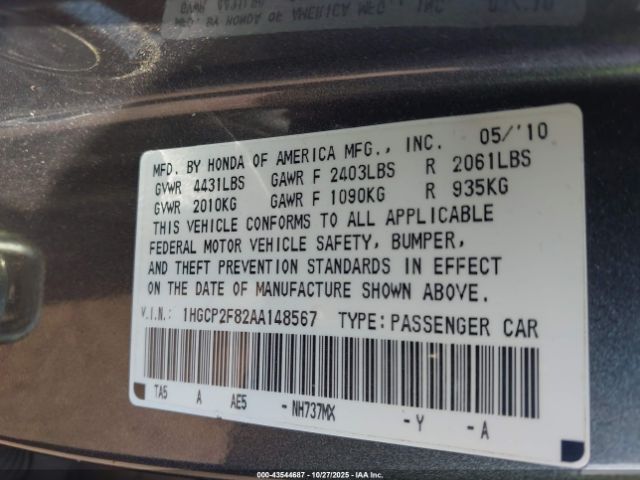 MFD. BY HONDA OF AMERICA MFG., INC. 05/'10
GVWR 4431LBS GAWR F 2403LBS R 2061LBS
GVWR 2010KG GAWR F 1090KG R 935KG
THIS VEHICLE CONFORMS TO ALL APPLICABLE
FEDERAL MOTOR VEHICLE SAFETY, BUMPER,
AND THEFT PREVENTION STANDARDS IN EFFECT
ON THE DATE OF MANUFACTURE SHOWN ABOVE.
V.I.N.: 1HGCP2F82AA148567 TYPE:PASSENGER CAR
TA5 A AE5 -NH737MX -Y -A
1-000-43544687 - 10/27/2025 - IAA Inc.